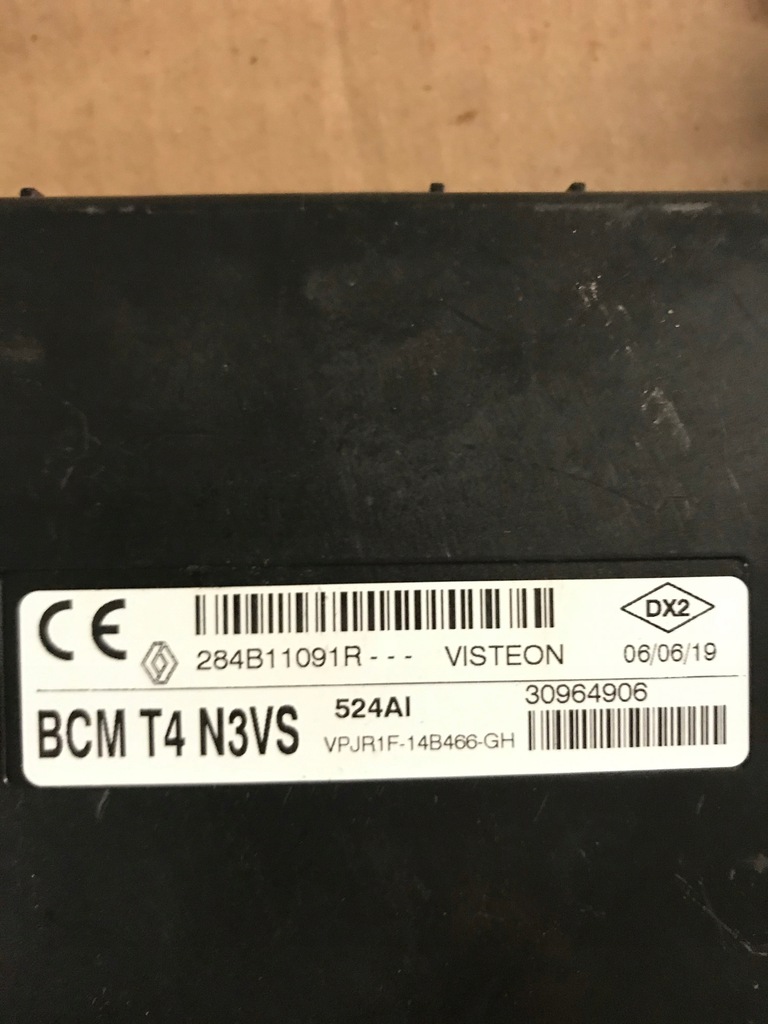 CE 284B11091R--- VISTEON DX2 06/06/19
BCM T4 N3VS 524AI 30964906
VPJR1F-14B466-GH